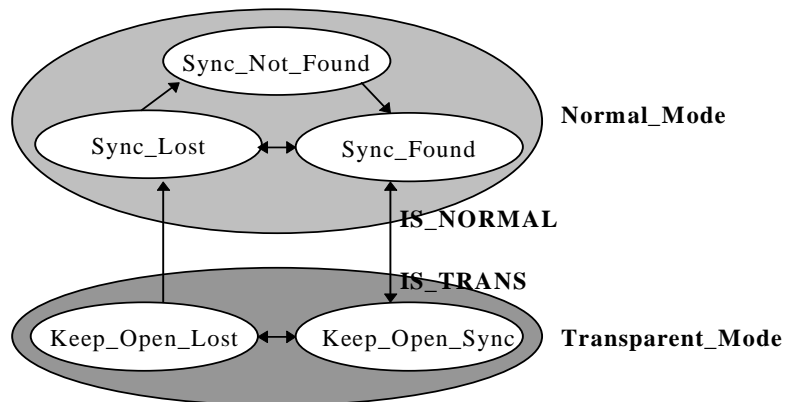 Sync_Not_Found
Normal_Mode
Sync_Lost
Sync_Found
IS_NORMAL
IS_TRANS
Keep_Open_Lost
Keep_Open_Sync
Transparent_Mode